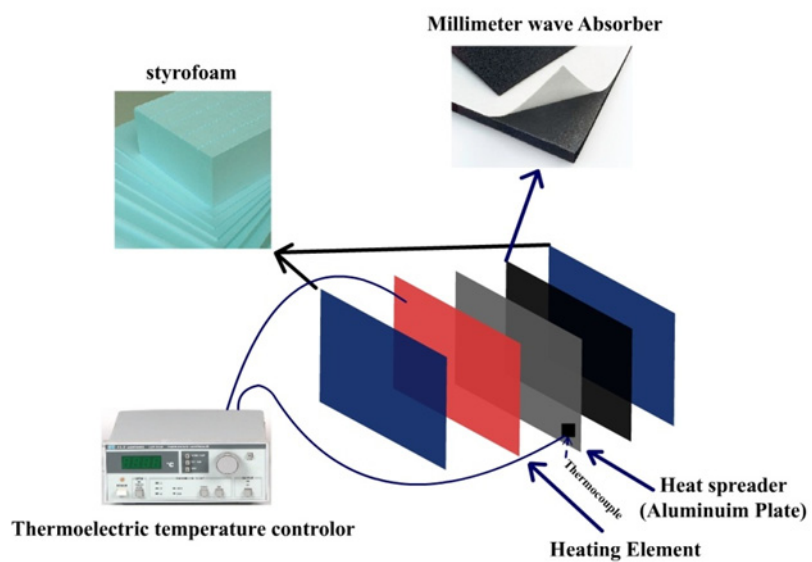 Millimeter wave Absorber
styrofoam
°C
Thermocouple
Heat spreader
(Aluminuim Plate)
Thermoelectric temperature controlor
Heating Element